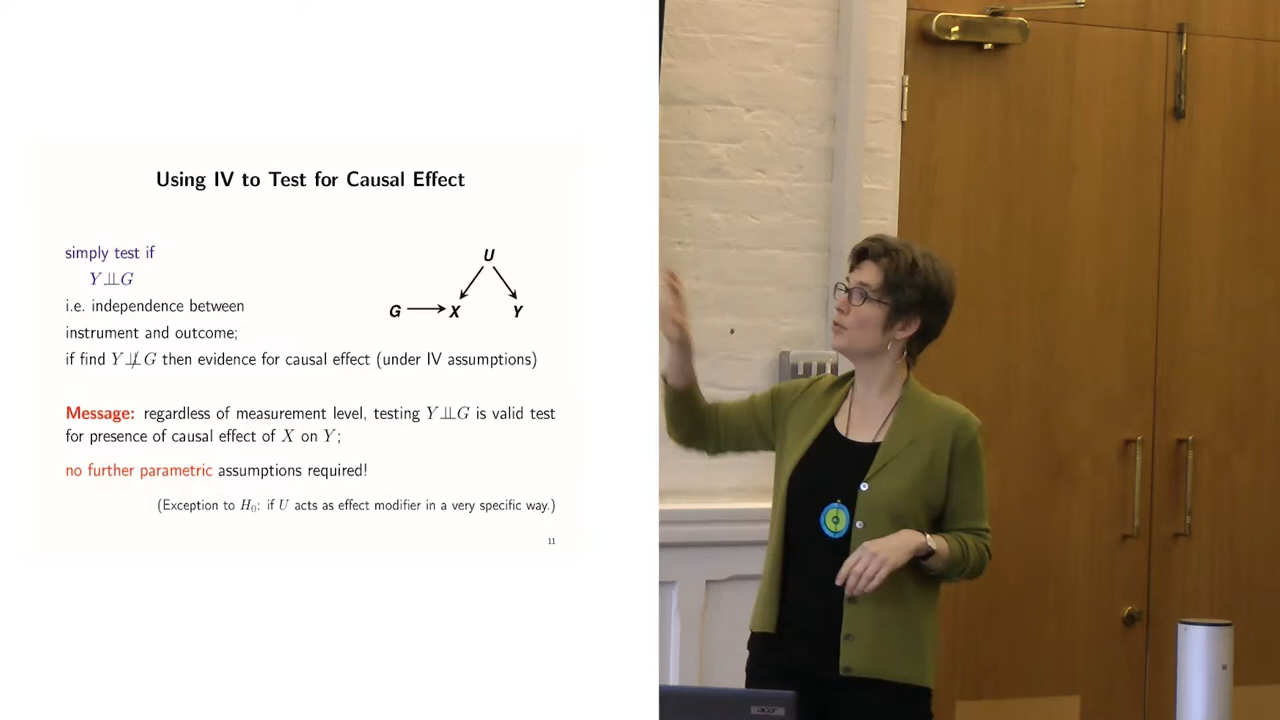 Using IV to Test for Causal Effect
simply test if
Y⊥⊥G
i.e. independence between
instrument and outcome;
if find Y⊥̸⊥G then evidence for causal effect (under IV assumptions)
U
G
X
Y
Message: regardless of measurement level, testing Y⊥⊥G is valid test
for presence of causal effect of X on Y;
no further parametric assumptions required!
(Exception to H₀: if U acts as effect modifier in a very specific way.)
11
acer